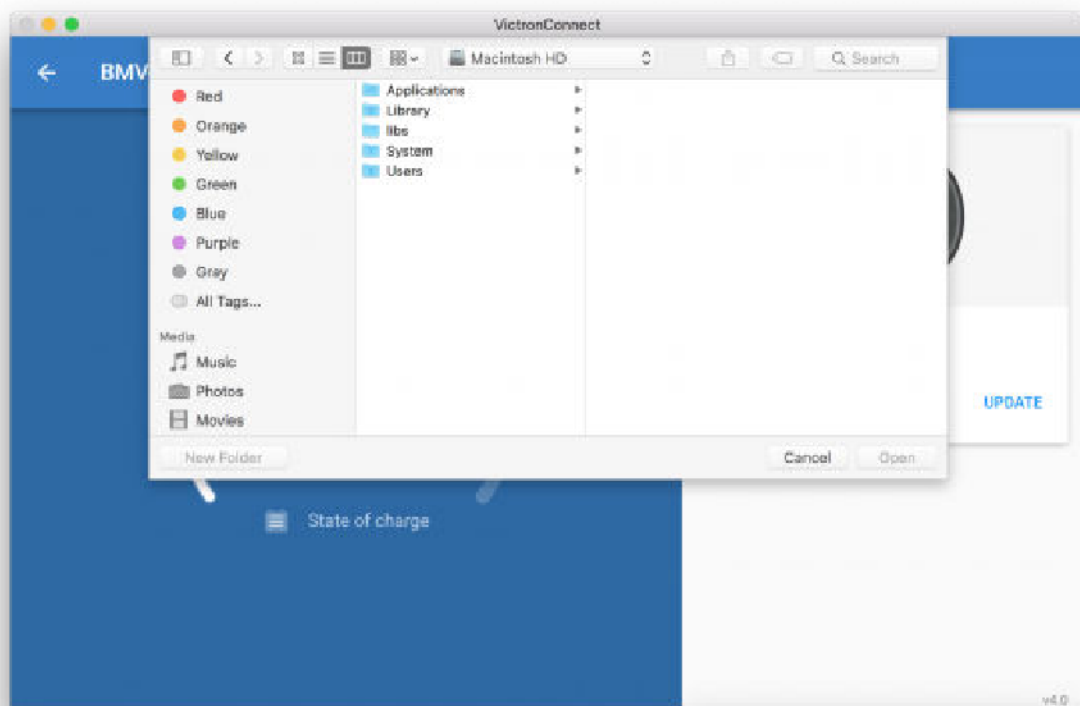 VictronConnect
BMV
Macintosh HD
Search
Red
Orange
Yellow
Green
Blue
Purple
Gray
All Tags...
Media
Music
Photos
Movies
Applications
Library
libs
System
Users
New Folder
Cancel
Open
UPDATE
State of charge
v4.0